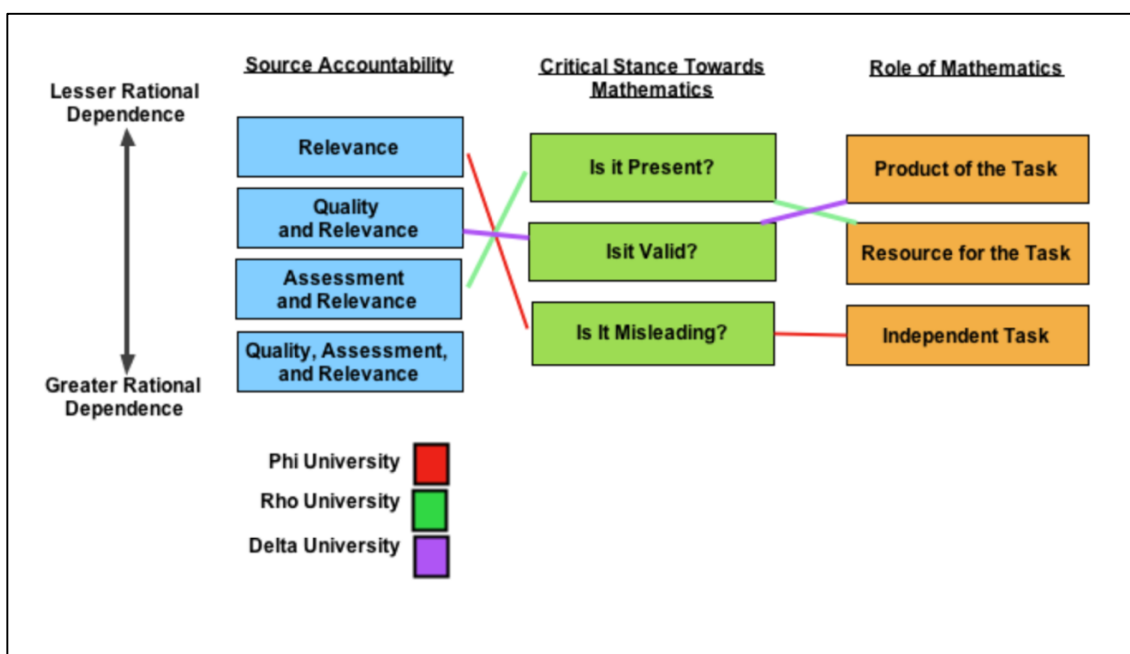 Source Accountability
Critical Stance Towards
Mathematics
Role of Mathematics
Lesser Rational
Dependence
Relevance
Quality
and Relevance
Assessment
and Relevance
Quality, Assessment,
and Relevance
Greater Rational
Dependence
Is it Present?
Isit Valid?
Is It Misleading?
Product of the Task
Resource for the Task
Independent Task
Phi University
Rho University
Delta University